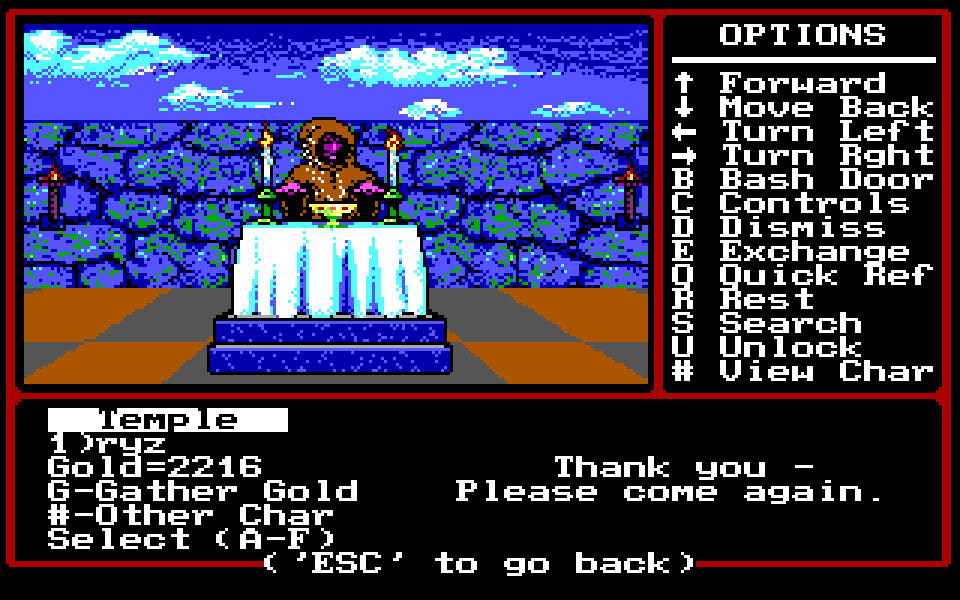 OPTIONS
↑ Forward
↓ Move Back
← Turn Left
→ Turn Rght
B Bash Door
C Controls
D Dismiss
E Exchange
Q Quick Ref
R Rest
S Search
U Unlock
# View Char
Temple
1)ryz
Gold=2216
Thank you -
G-Gather Gold
Please come again.
#-Other Char
Select (A-F)
('ESC' to go back)